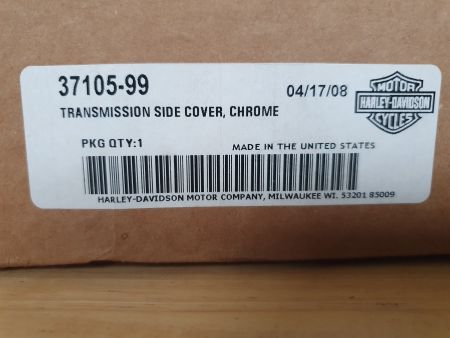 37105-99 04/17/08
MOTOR
HARLEY-DAVIDSON
CYCLES
TRANSMISSION SIDE COVER, CHROME
PKG QTY:1 MADE IN THE UNITED STATES
HARLEY-DAVIDSON MOTOR COMPANY, MILWAUKEE WI. 53201 85009